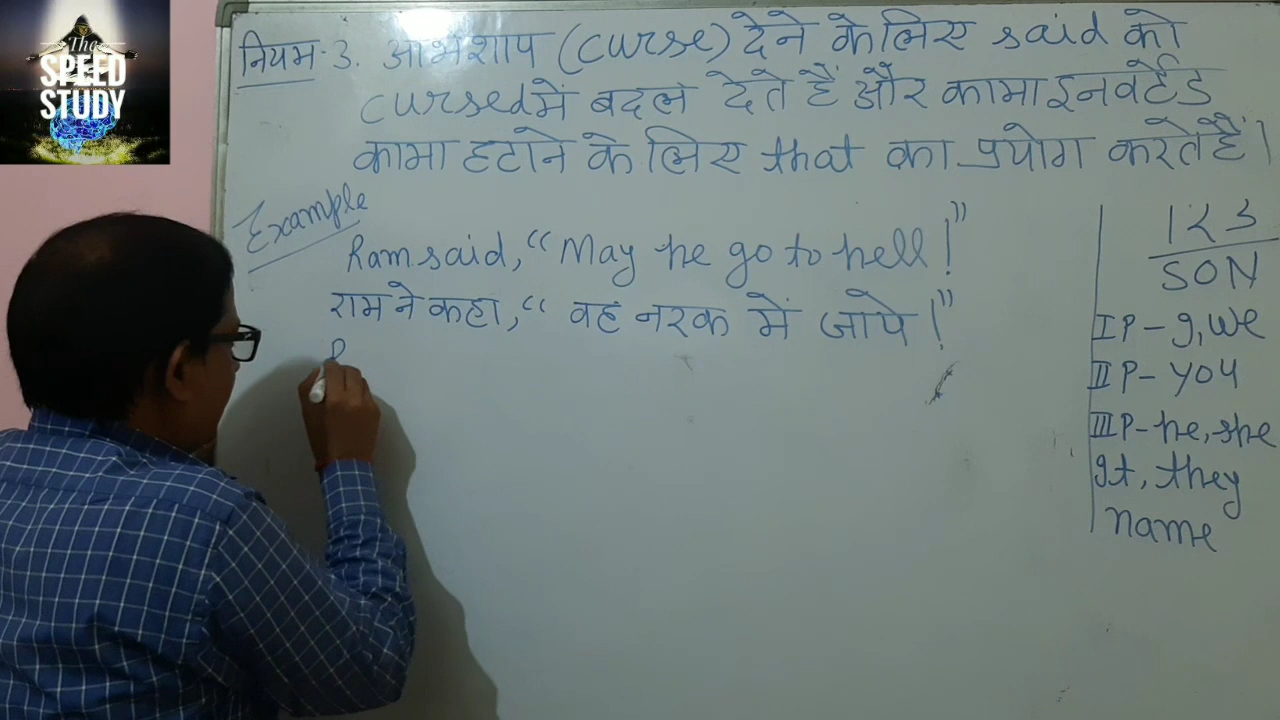 The
SPEED
STUDY
नियम-3. अभिशाप (curse) देने के लिए said को
cursed में बदल देते हैं और कामा इनवर्टेड
कामा हटाने के लिए that का प्रयोग करते हैं।
Example
Ram said, “May he go to hell!”
राम ने कहा, “ वह नरक में जाये!”
R
1 2 3
SON
I P - I, we
II P - you
III P - he, she
It, they
name